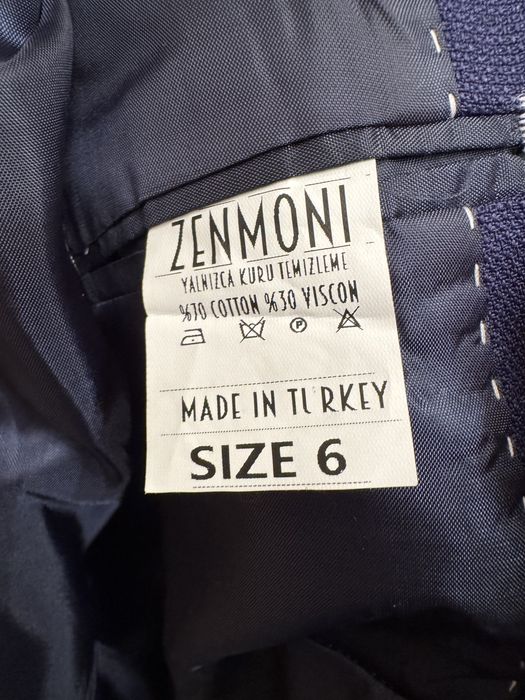 ZENMONI
YALNIZCA KURU TEMIZLEME
%70 COTTON %30 VISCON
P
MADE IN TURKEY
SIZE 6